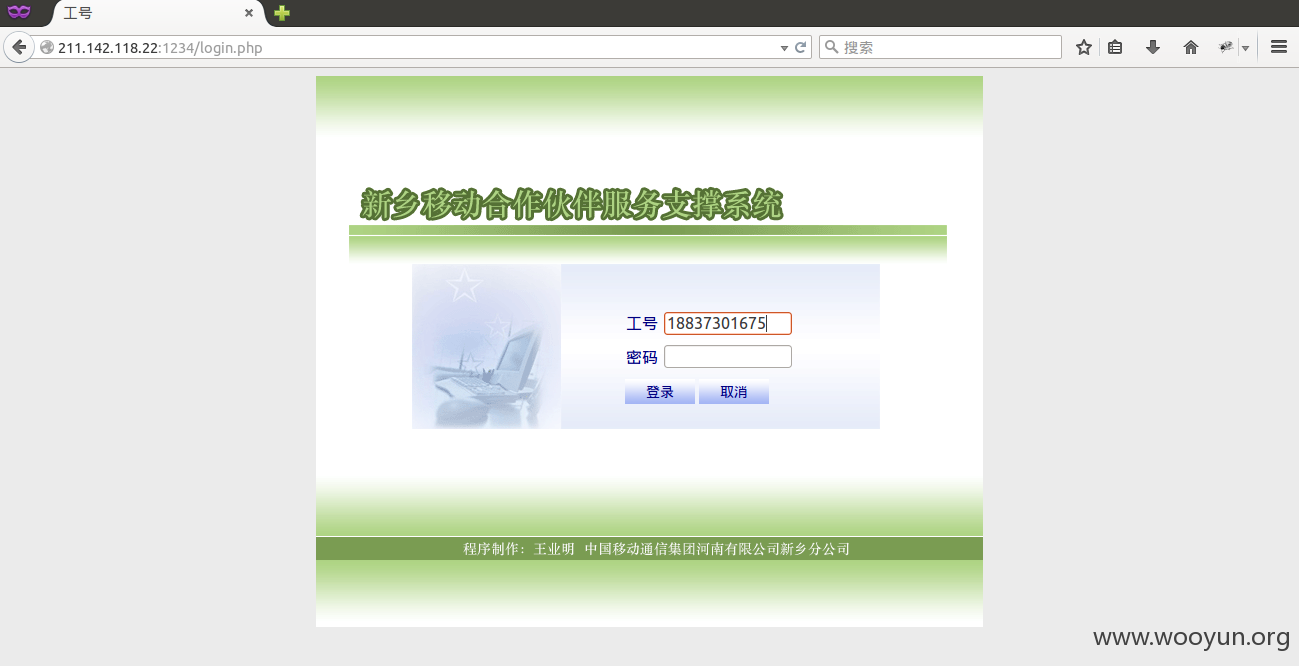 工号
211.142.118.22:1234/login.php
搜索
新乡移动合作伙伴服务支撑系统
工号 18837301675
密码
登录 取消
程序制作：王业明 中国移动通信集团河南有限公司新乡分公司
www.wooyun.org